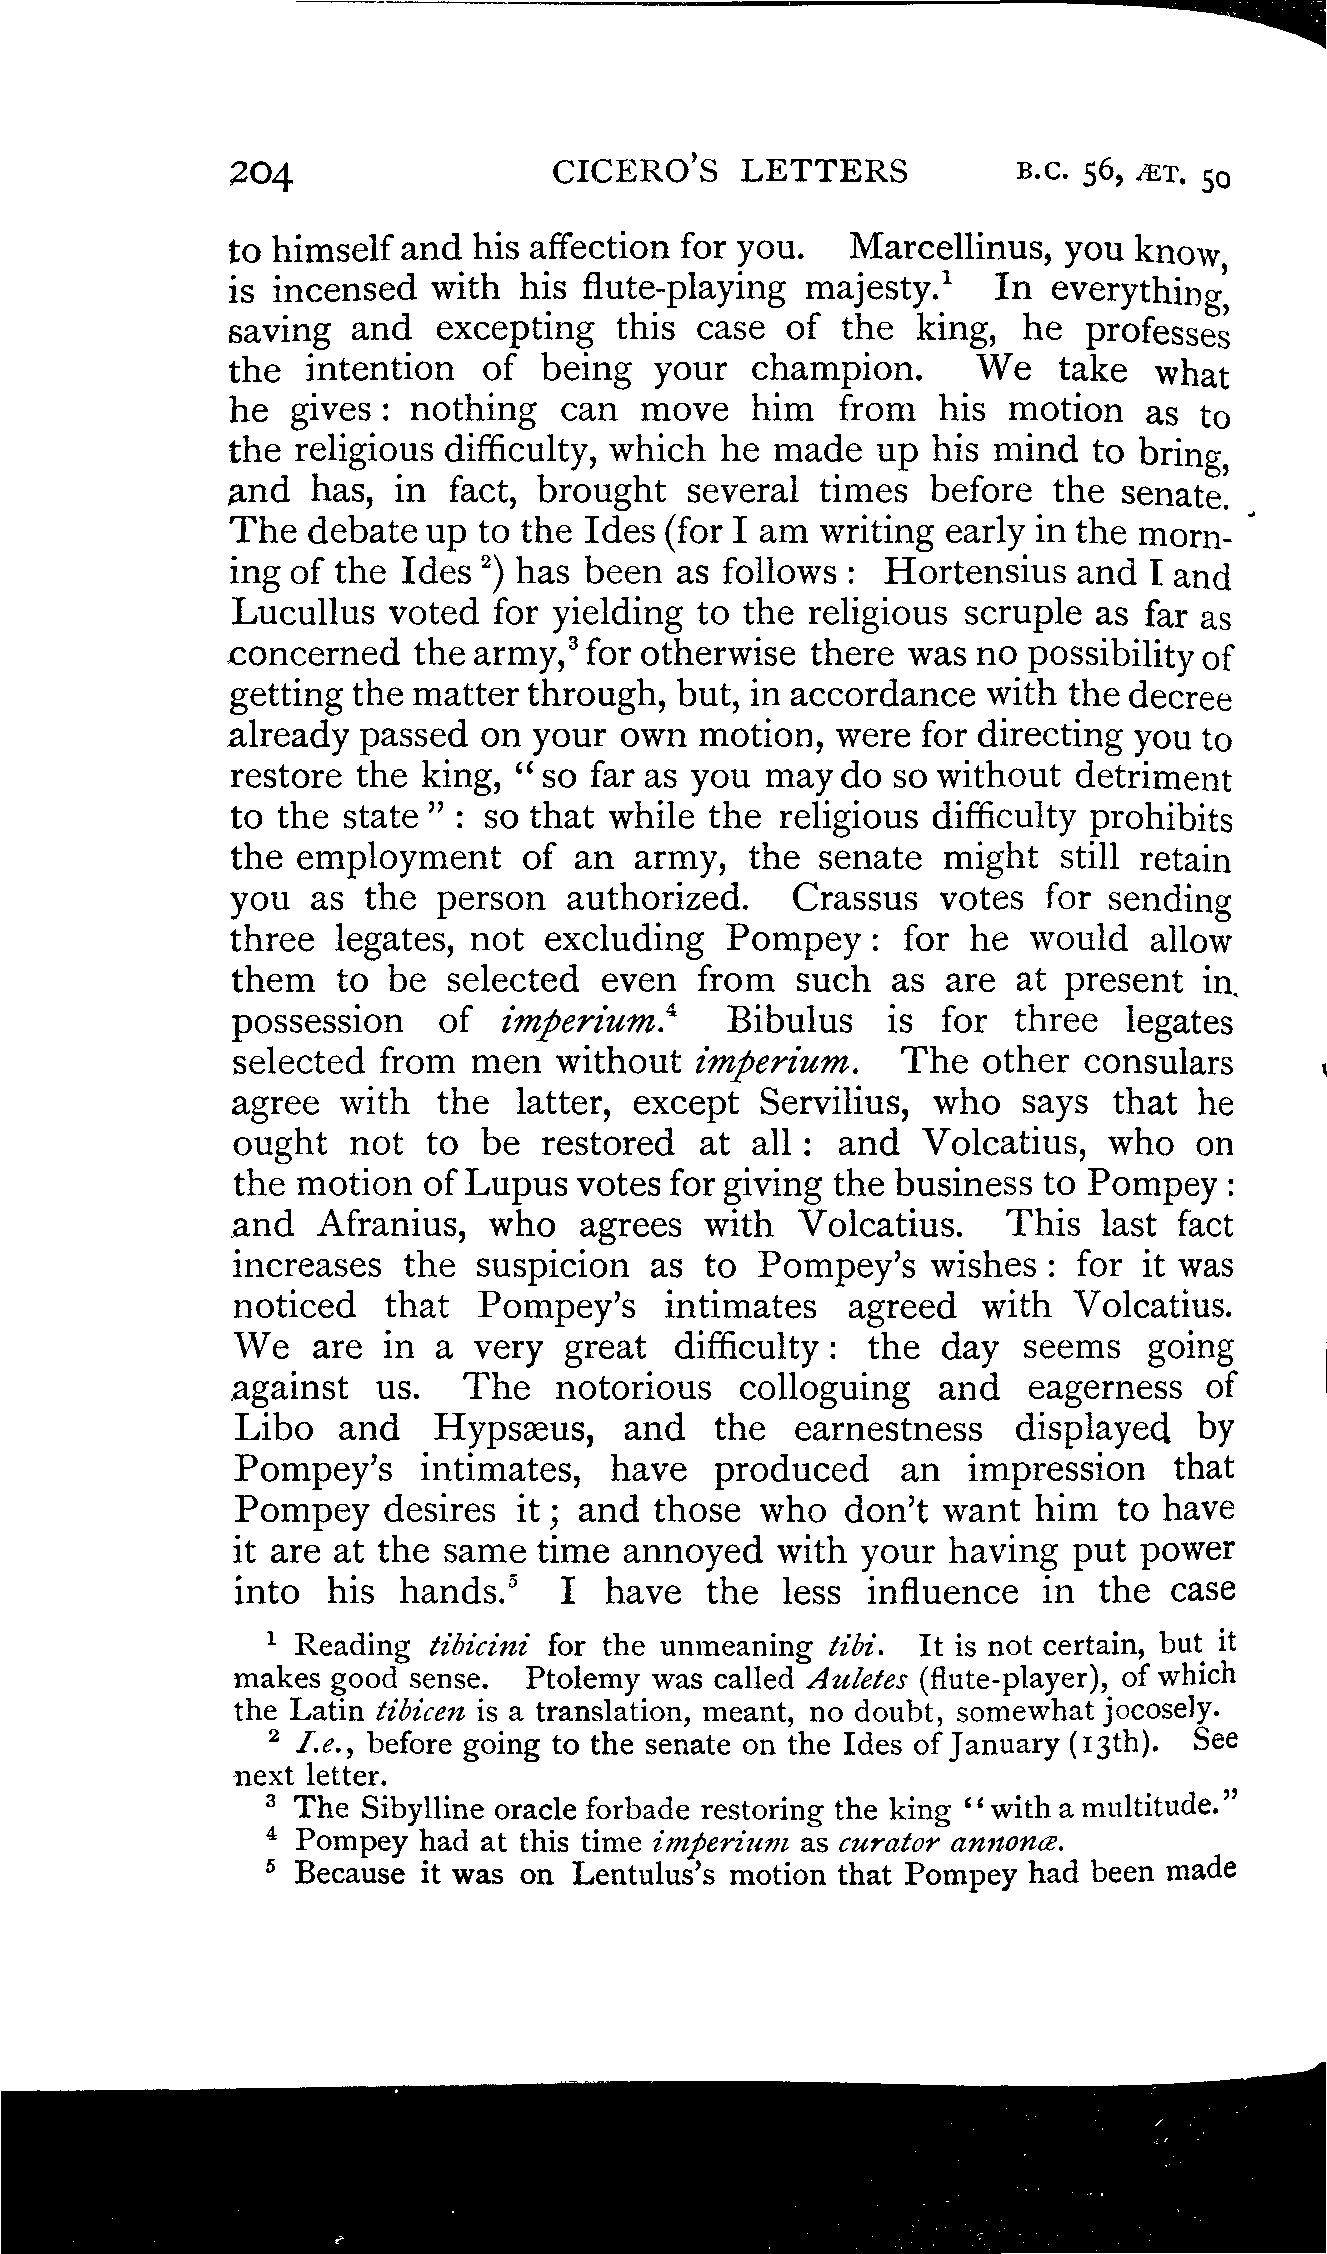 204 CICERO'S LETTERS B.C. 56, ÆT. 50
to himself and his affection for you. Marcellinus, you know,
is incensed with his flute-playing majesty.¹ In everything,
saving and excepting this case of the king, he professes
the intention of being your champion. We take what
he gives : nothing can move him from his motion as to
the religious difficulty, which he made up his mind to bring,
and has, in fact, brought several times before the senate.
The debate up to the Ides (for I am writing early in the morn-
ing of the Ides ²) has been as follows : Hortensius and I and
Lucullus voted for yielding to the religious scruple as far as
concerned the army,³ for otherwise there was no possibility of
getting the matter through, but, in accordance with the decree
already passed on your own motion, were for directing you to
restore the king, “ so far as you may do so without detriment
to the state ” : so that while the religious difficulty prohibits
the employment of an army, the senate might still retain
you as the person authorized. Crassus votes for sending
three legates, not excluding Pompey : for he would allow
them to be selected even from such as are at present in
possession of imperium.⁴ Bibulus is for three legates
selected from men without imperium. The other consulars
agree with the latter, except Servilius, who says that he
ought not to be restored at all : and Volcatius, who on
the motion of Lupus votes for giving the business to Pompey :
and Afranius, who agrees with Volcatius. This last fact
increases the suspicion as to Pompey's wishes : for it was
noticed that Pompey's intimates agreed with Volcatius.
We are in a very great difficulty : the day seems going
against us. The notorious colloguing and eagerness of
Libo and Hypsæus, and the earnestness displayed by
Pompey's intimates, have produced an impression that
Pompey desires it ; and those who don't want him to have
it are at the same time annoyed with your having put power
into his hands.⁵ I have the less influence in the case
¹ Reading tibicini for the unmeaning tibi. It is not certain, but it
makes good sense. Ptolemy was called Auletes (flute-player), of which
the Latin tibicen is a translation, meant, no doubt, somewhat jocosely.
² I.e., before going to the senate on the Ides of January (13th). See
next letter.
³ The Sibylline oracle forbade restoring the king “with a multitude.”
⁴ Pompey had at this time imperium as curator annonæ.
⁵ Because it was on Lentulus's motion that Pompey had been made